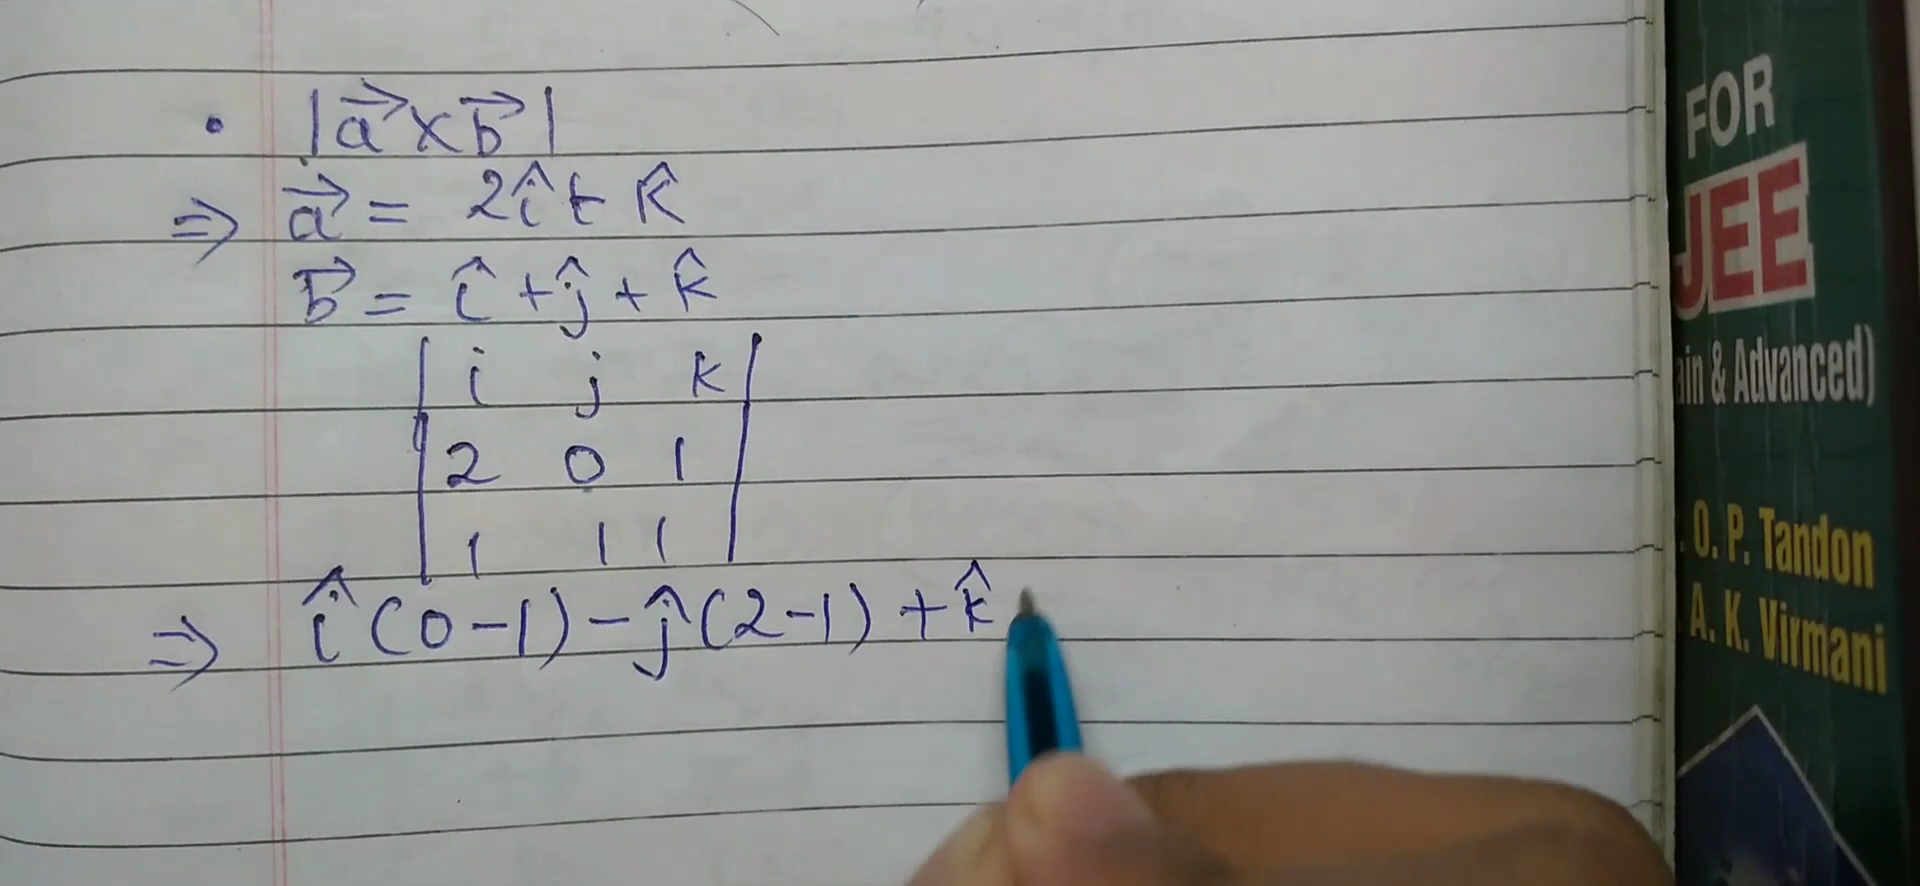 • |a⃗ × b⃗|
⇒ a⃗ = 2î + k̂
b⃗ = î + ĵ + k̂
| i j k |
| 2 0 1 |
| 1 1 1 |
⇒ î(0-1) - ĵ(2-1) + k̂
FOR
JEE
ain & Advanced)
. O. P. Tandon
A. K. Virmani